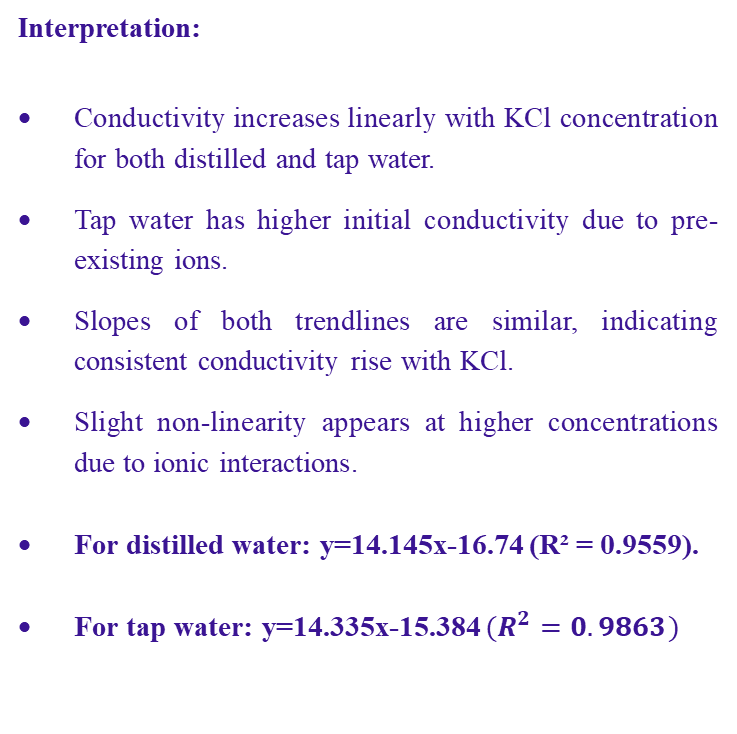 Interpretation:
• Conductivity increases linearly with KCl concentration
for both distilled and tap water.
• Tap water has higher initial conductivity due to pre-
existing ions.
• Slopes of both trendlines are similar, indicating
consistent conductivity rise with KCl.
• Slight non-linearity appears at higher concentrations
due to ionic interactions.
• For distilled water: y=14.145x-16.74 (R² = 0.9559).
• For tap water: y=14.335x-15.384 (R² = 0.9863)